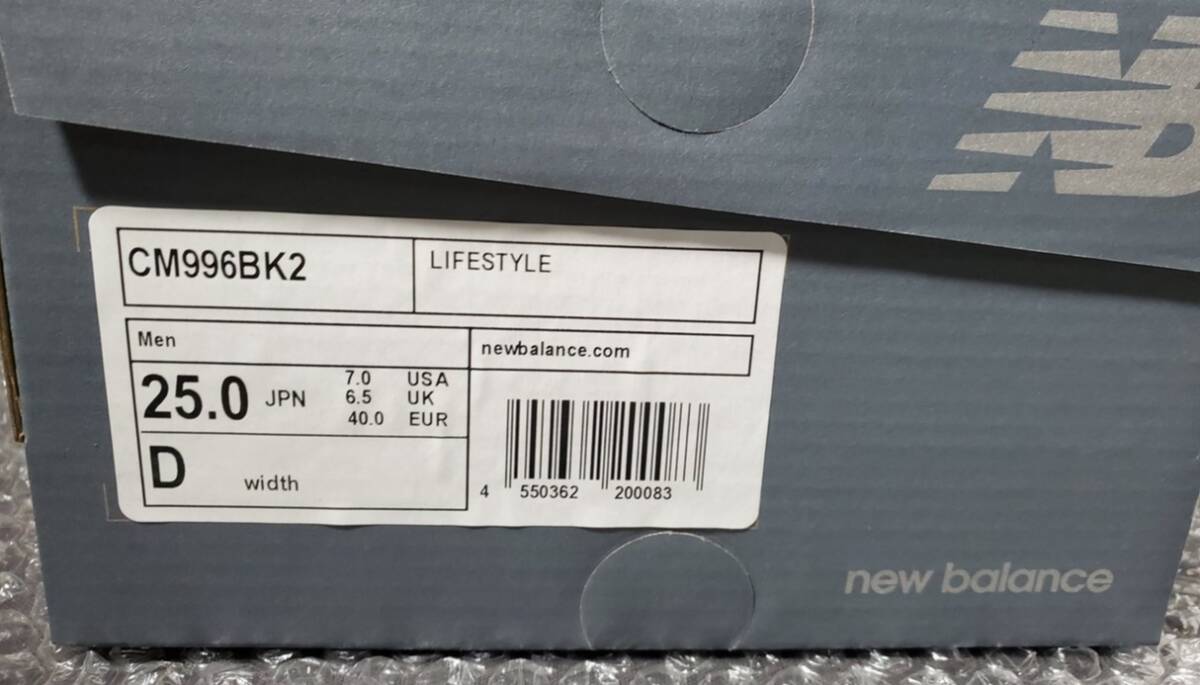 CM996BK2
LIFESTYLE
Men
newbalance.com
25.0 JPN
7.0 USA
6.5 UK
40.0 EUR
D width
4 550362 200083
new balance